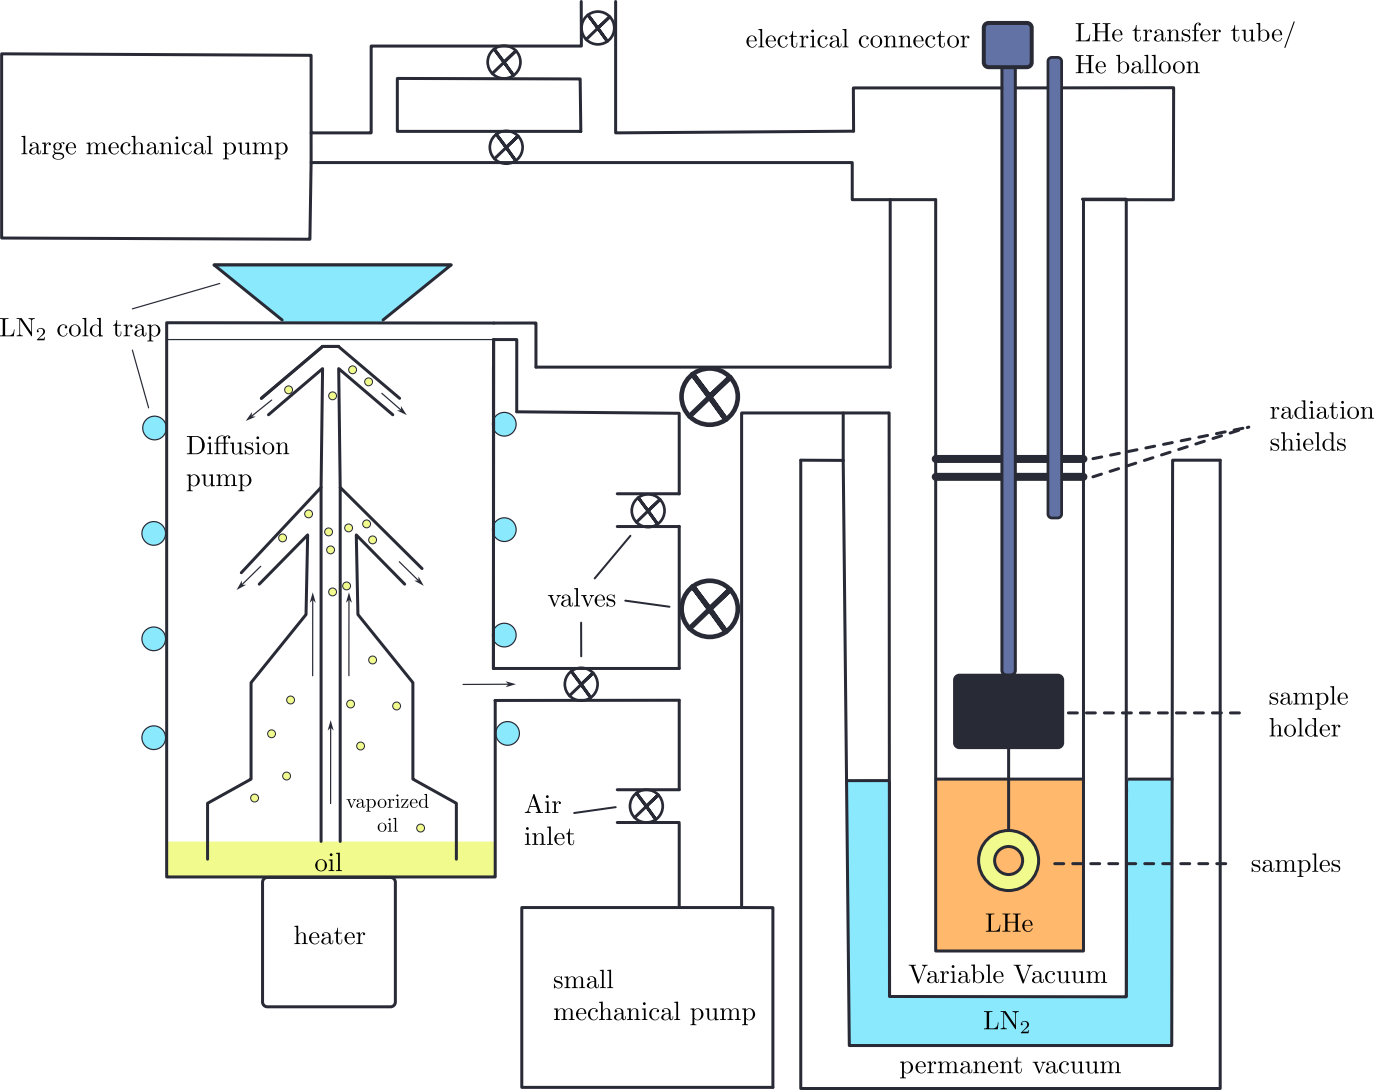 electrical connector
LHe transfer tube/
He balloon
large mechanical pump
LN₂ cold trap
Diffusion
pump
radiation
shields
valves
sample
holder
vaporized
oil
Air
inlet
oil
samples
heater
LHe
small
mechanical pump
Variable Vacuum
LN₂
permanent vacuum